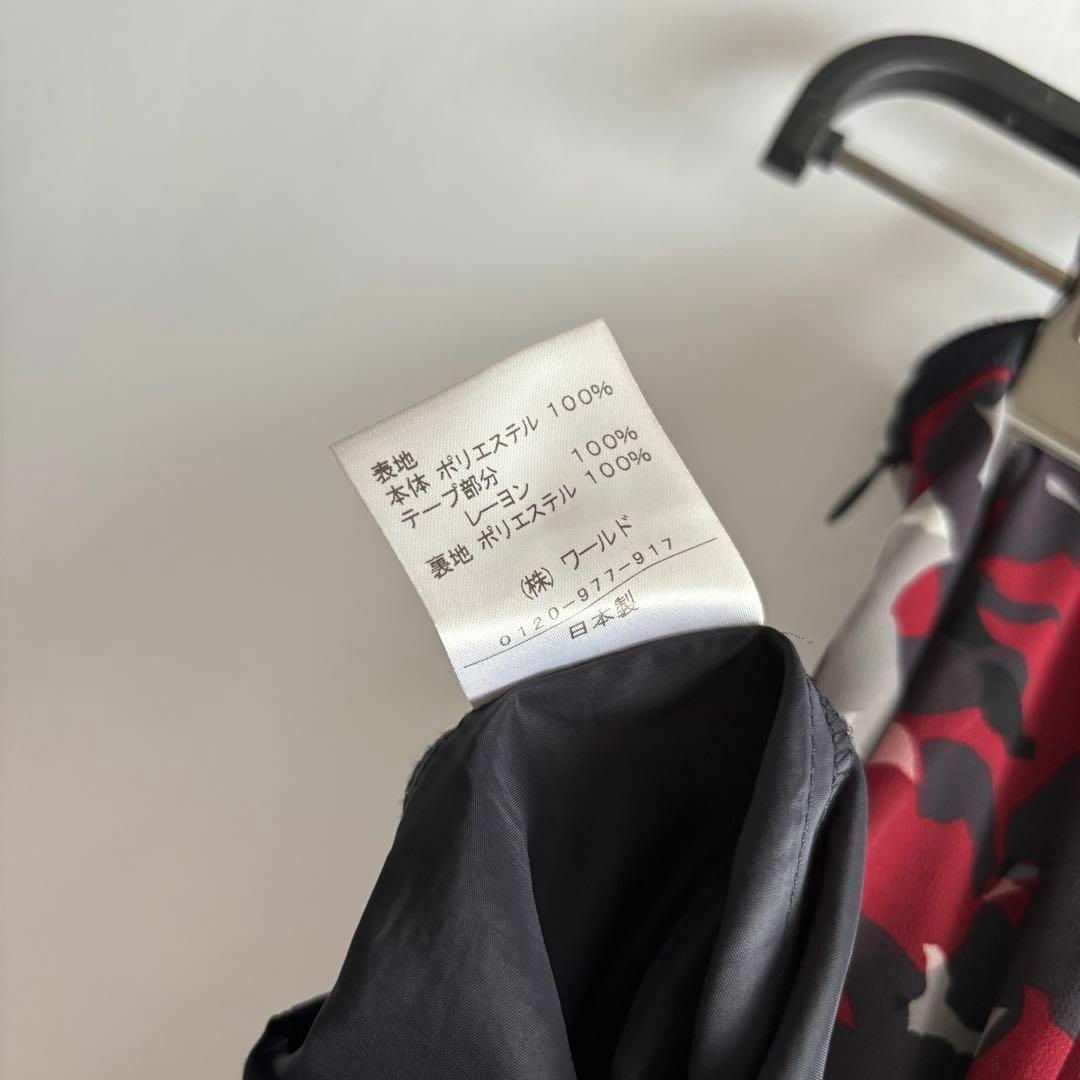 表地
本体 ポリエステル 100%
テープ部分
レーヨン 100%
裏地 ポリエステル 100%
(株) ワールド
0120-977-917
日本製